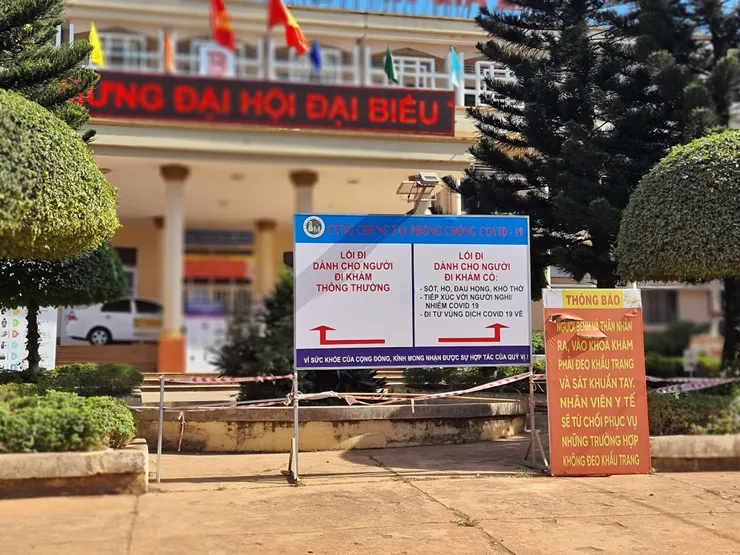 ƯNG ĐẠI HỘI ĐẠI BIỂU
CÙNG CHUNG TAY PHÒNG CHỐNG COVID - 19
LỐI ĐI
DÀNH CHO NGƯỜI
ĐI KHÁM
THÔNG THƯỜNG
LỐI ĐI
DÀNH CHO NGƯỜI
ĐI KHÁM CÓ:
- SỐT, HO, ĐAU HỌNG, KHÓ THỞ
- TIẾP XÚC VỚI NGƯỜI NGHI/
NHIỄM COVID 19
- ĐI TỪ VÙNG DỊCH COVID 19 VỀ
VÌ SỨC KHỎE CỦA CỘNG ĐỒNG, KÍNH MONG NHẬN ĐƯỢC SỰ HỢP TÁC CỦA QUÝ VỊ !
THÔNG BÁO
NGƯỜI BỆNH VÀ THÂN NHÂN
RA, VÀO KHOA KHÁM
PHẢI ĐEO KHẨU TRANG
VÀ SÁT KHUẨN TAY.
NHÂN VIÊN Y TẾ
SẼ TỪ CHỐI PHỤC VỤ
NHỮNG TRƯỜNG HỢP
KHÔNG ĐEO KHẨU TRANG